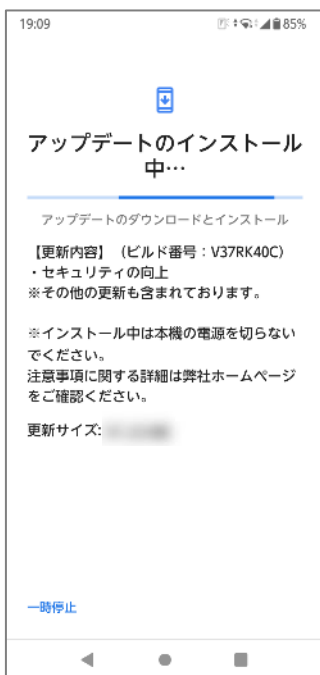 19:09
85%
アップデートのインストール
中…
アップデートのダウンロードとインストール
【更新内容】（ビルド番号：V37RK40C）
・セキュリティの向上
※その他の更新も含まれております。
※インストール中は本機の電源を切らない
でください。
注意事項に関する詳細は弊社ホームページ
をご確認ください。
更新サイズ:
一時停止